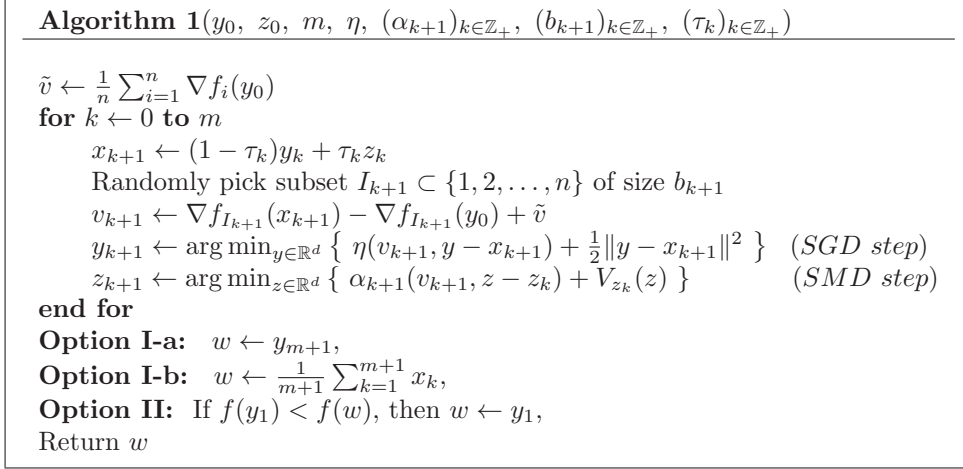 Algorithm 1(y_0, z_0, m, η, (α_{k+1})_{k∈ℤ_+}, (b_{k+1})_{k∈ℤ_+}, (τ_k)_{k∈ℤ_+})
ṽ ← \frac{1}{n} ∑_{i=1}^{n} ∇f_i(y_0)
for k ← 0 to m
x_{k+1} ← (1 − τ_k)y_k + τ_k z_k
Randomly pick subset I_{k+1} ⊂ {1, 2, . . . , n} of size b_{k+1}
v_{k+1} ← ∇f_{I_{k+1}}(x_{k+1}) − ∇f_{I_{k+1}}(y_0) + ṽ
y_{k+1} ← arg min_{y∈ℝ^d} { η(v_{k+1}, y − x_{k+1}) + \frac{1}{2}‖y − x_{k+1}‖^2 } (SGD step)
z_{k+1} ← arg min_{z∈ℝ^d} { α_{k+1}(v_{k+1}, z − z_k) + V_{z_k}(z) } (SMD step)
end for
Option I-a: w ← y_{m+1},
Option I-b: w ← \frac{1}{m+1} ∑_{k=1}^{m+1} x_k,
Option II: If f(y_1) < f(w), then w ← y_1,
Return w